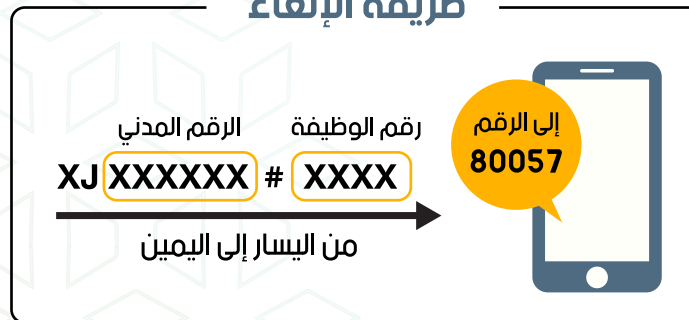 طريقة الإلغاء
إلى الرقم
80057
رقم الوظيفة
الرقم المدني
XJ XXXXXX # XXXX
من اليسار إلى اليمين